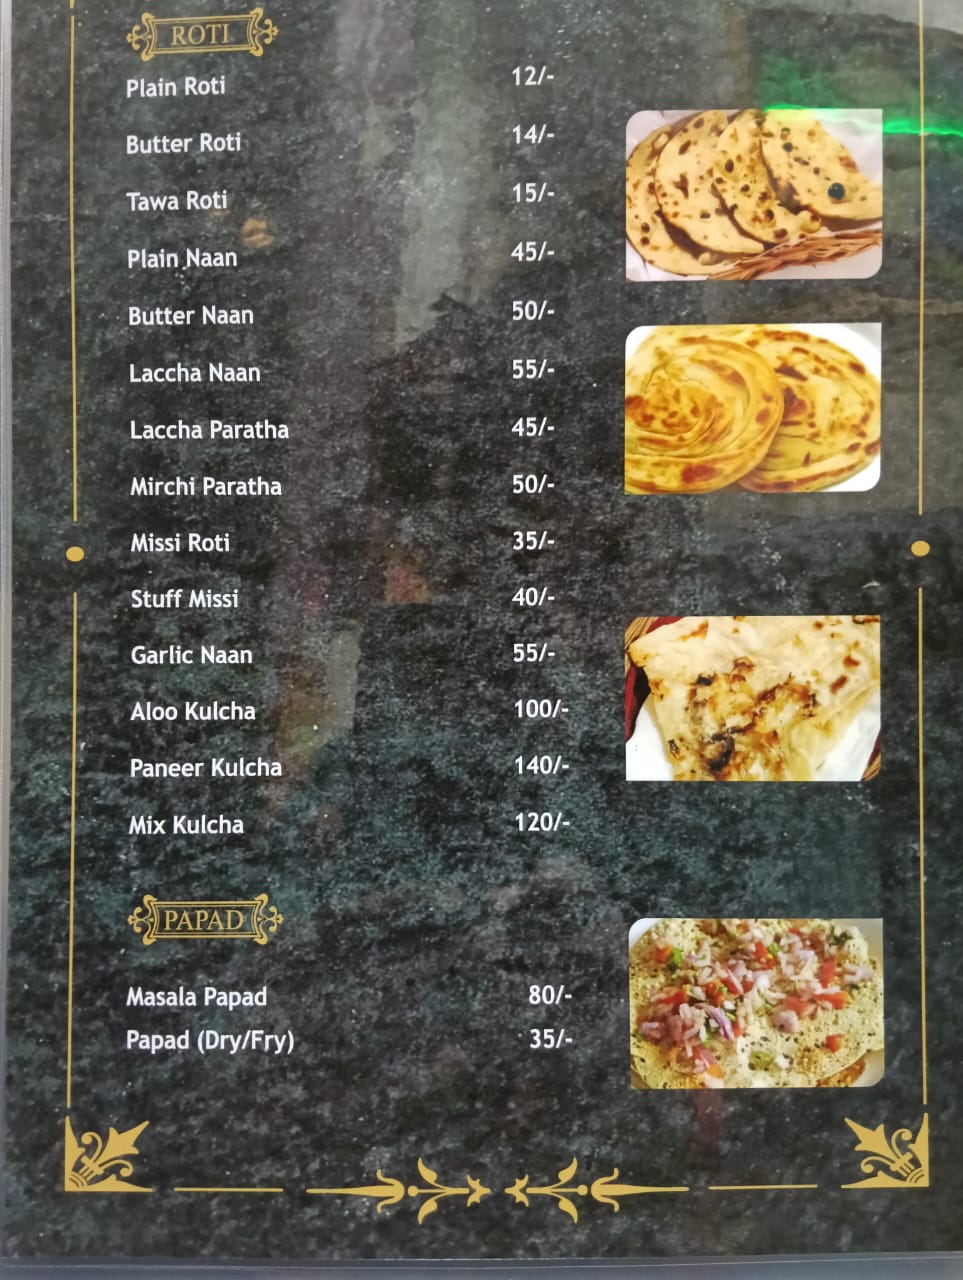 ROTI
Plain Roti 12/-
Butter Roti 14/-
Tawa Roti 15/-
Plain Naan 45/-
Butter Naan 50/-
Laccha Naan 55/-
Laccha Paratha 45/-
Mirchi Paratha 50/-
Missi Roti 35/-
Stuff Missi 40/-
Garlic Naan 55/-
Aloo Kulcha 100/-
Paneer Kulcha 140/-
Mix Kulcha 120/-
PAPAD
Masala Papad 80/-
Papad (Dry/Fry) 35/-